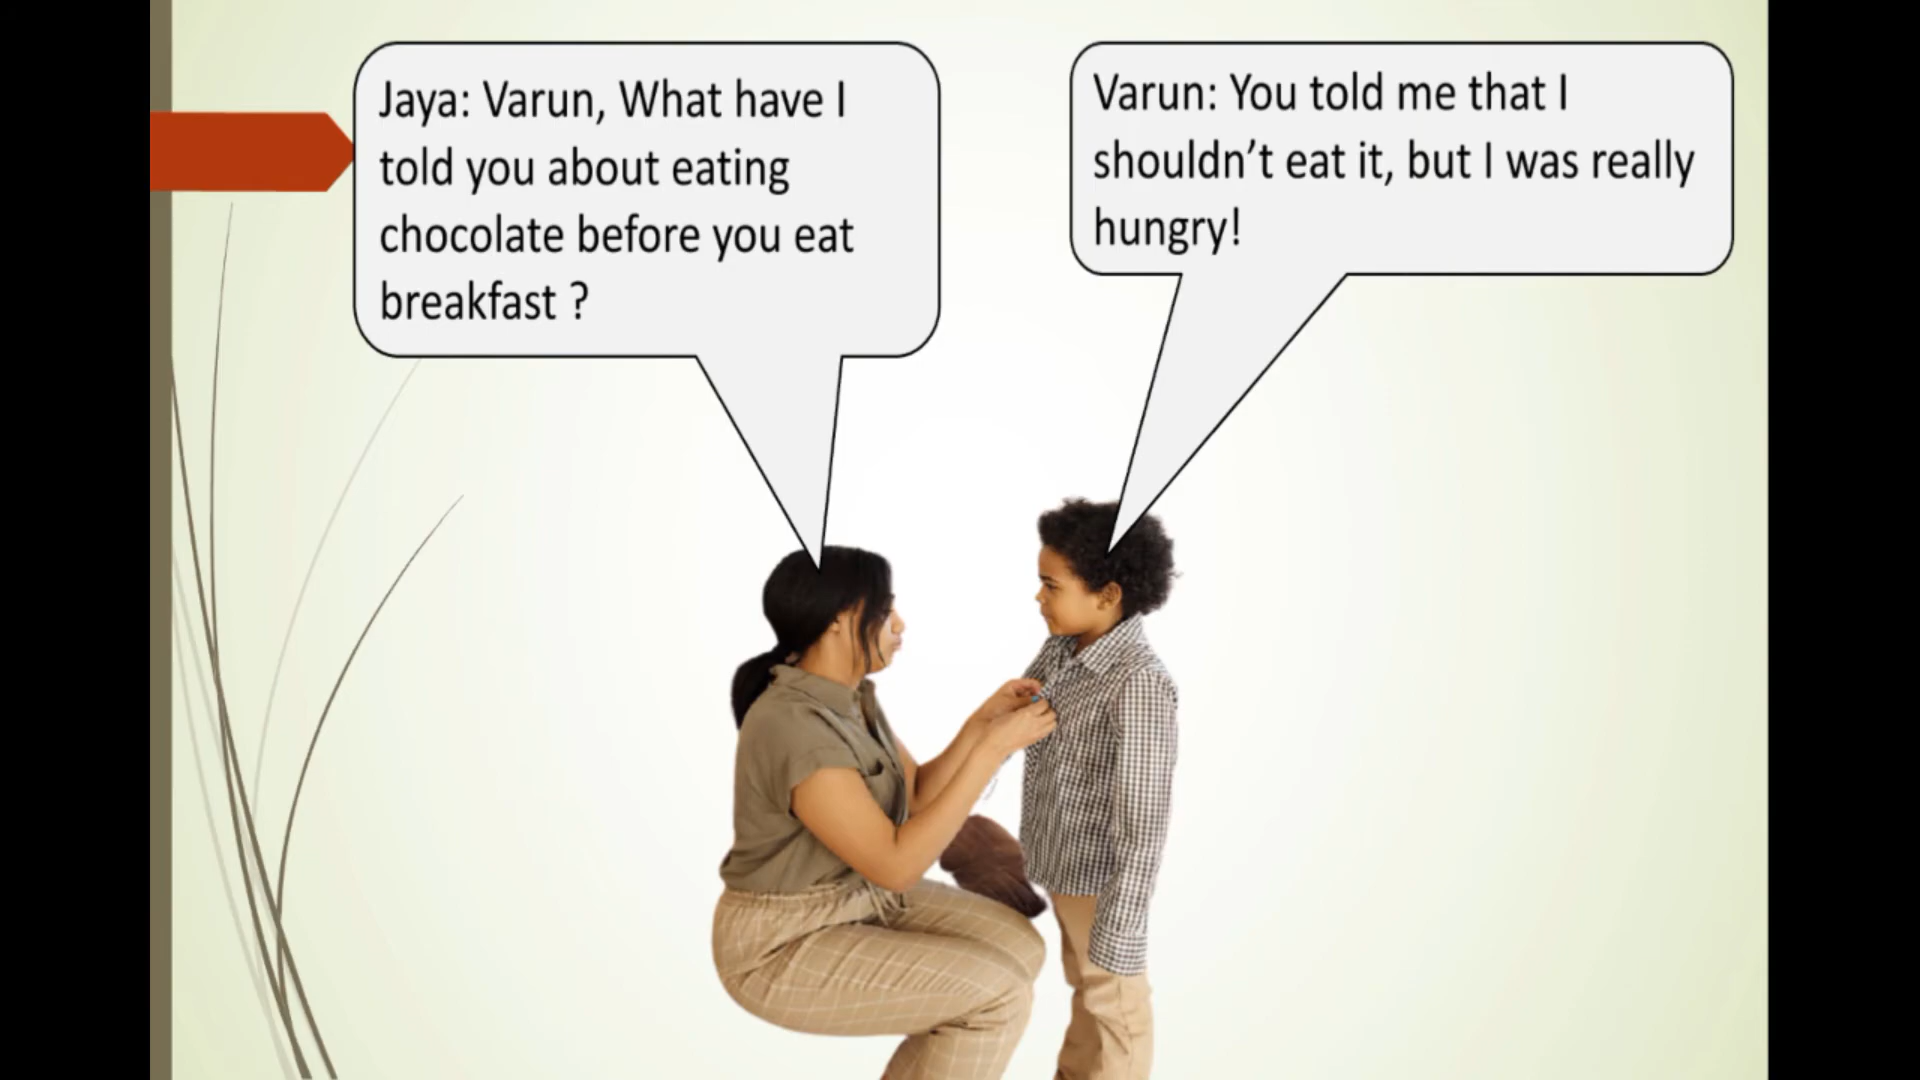 Jaya: Varun, What have I
told you about eating
chocolate before you eat
breakfast ?
Varun: You told me that I
shouldn’t eat it, but I was really
hungry!